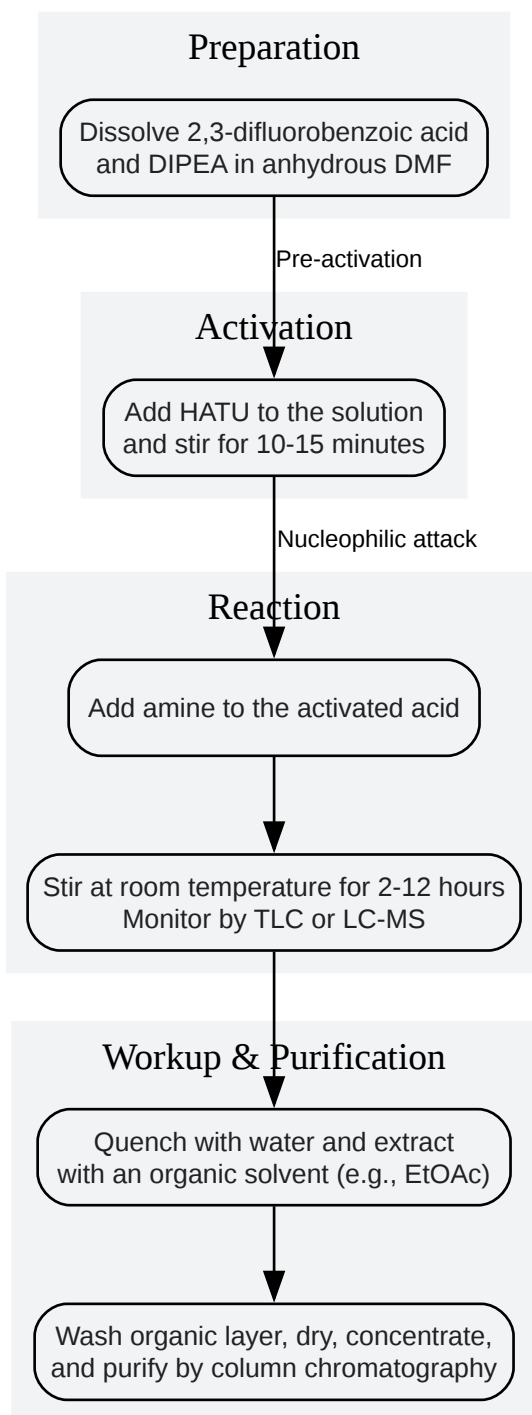 Preparation
Dissolve 2,3-difluorobenzoic acid
and DIPEA in anhydrous DMF
Pre-activation
Activation
Add HATU to the solution
and stir for 10-15 minutes
Nucleophilic attack
Reaction
Add amine to the activated acid
Stir at room temperature for 2-12 hours
Monitor by TLC or LC-MS
Workup & Purification
Quench with water and extract
with an organic solvent (e.g., EtOAc)
Wash organic layer, dry, concentrate,
and purify by column chromatography